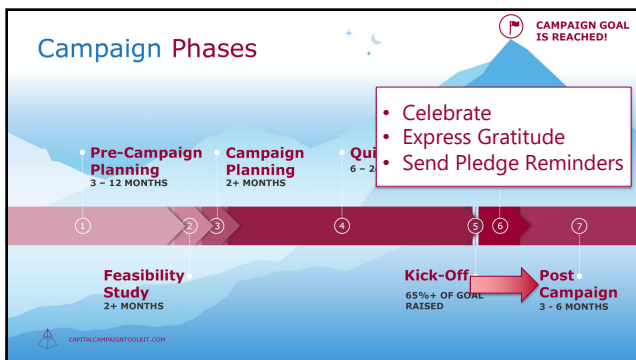 CAMPAIGN GOAL
IS REACHED!
Campaign Phases
• Celebrate
• Express Gratitude
• Send Pledge Reminders
Pre-Campaign
Planning
3 – 12 MONTHS
Campaign
Planning
2+ MONTHS
1
2
3
4
5
6
7
Feasibility
Study
2+ MONTHS
Kick-Off
65%+ OF GOAL
RAISED
Post
Campaign
3 - 6 MONTHS
CAPITALCAMPAIGNTOOLKIT.COM